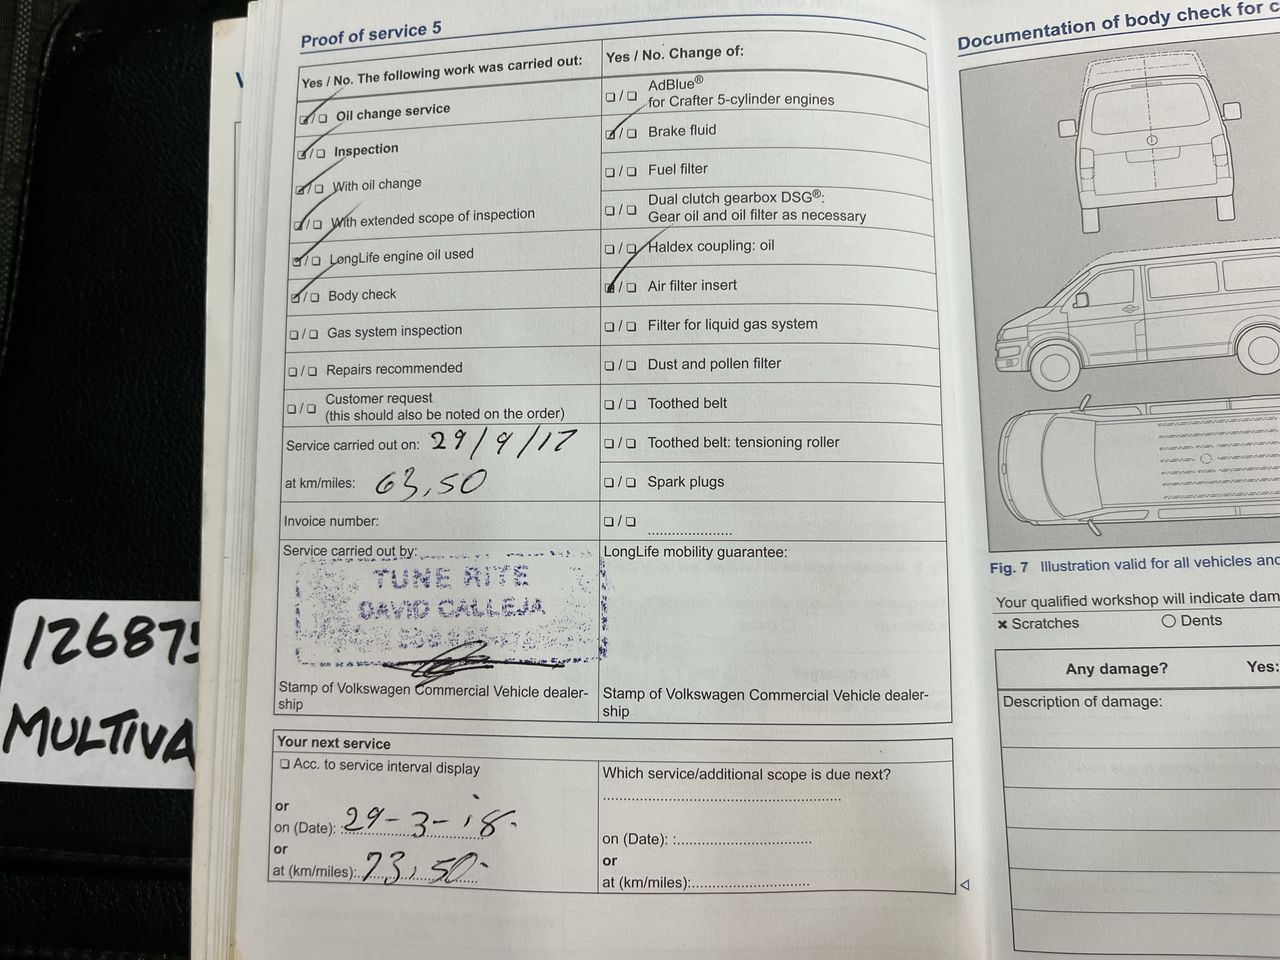 Proof of service 5
Yes / No. The following work was carried out:
Oil change service
Inspection
With oil change
With extended scope of inspection
LongLife engine oil used
Body check
Gas system inspection
Repairs recommended
Customer request
(this should also be noted on the order)
Service carried out on: 29/9/17
at km/miles: 63,50
Invoice number:
Service carried out by:
TUNE RITE
DAVID CALLEJA
Stamp of Volkswagen Commercial Vehicle dealer-
ship
Yes / No. Change of:
AdBlue®
for Crafter 5-cylinder engines
Brake fluid
Fuel filter
Dual clutch gearbox DSG®:
Gear oil and oil filter as necessary
Haldex coupling: oil
Air filter insert
Filter for liquid gas system
Dust and pollen filter
Toothed belt
Toothed belt: tensioning roller
Spark plugs
LongLife mobility guarantee:
Stamp of Volkswagen Commercial Vehicle dealer-
ship
Your next service
Acc. to service interval display
or
on (Date): 29-3-18.
or
at (km/miles): 73,50
Which service/additional scope is due next?
on (Date): :
or
at (km/miles):
Documentation of body check for
Fig. 7 Illustration valid for all vehicles and
Your qualified workshop will indicate dam
× Scratches
Dents
Any damage? Yes:
Description of damage:
126875
MULTIVA